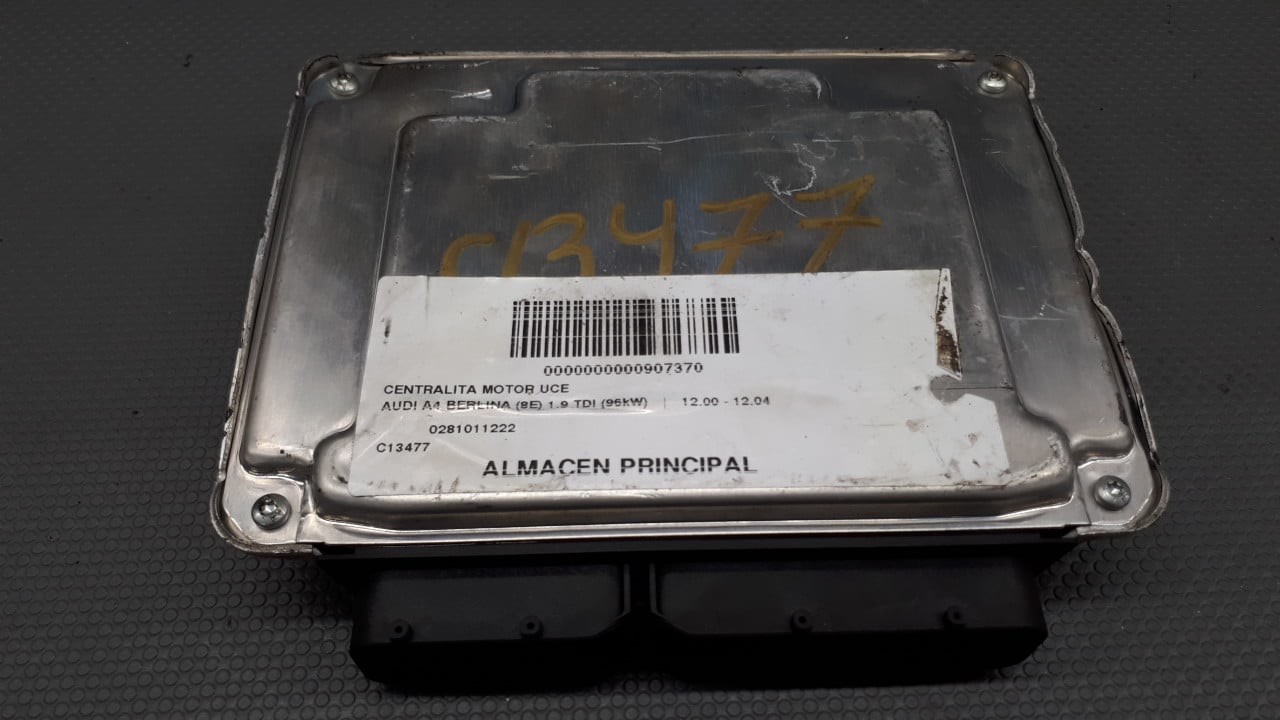 C13477
0000000000907370
CENTRALITA MOTOR UCE
AUDI A4 BERLINA (8E) 1.9 TDI (96kW) | 12.00 - 12.04
0281011222
C13477
ALMACEN PRINCIPAL